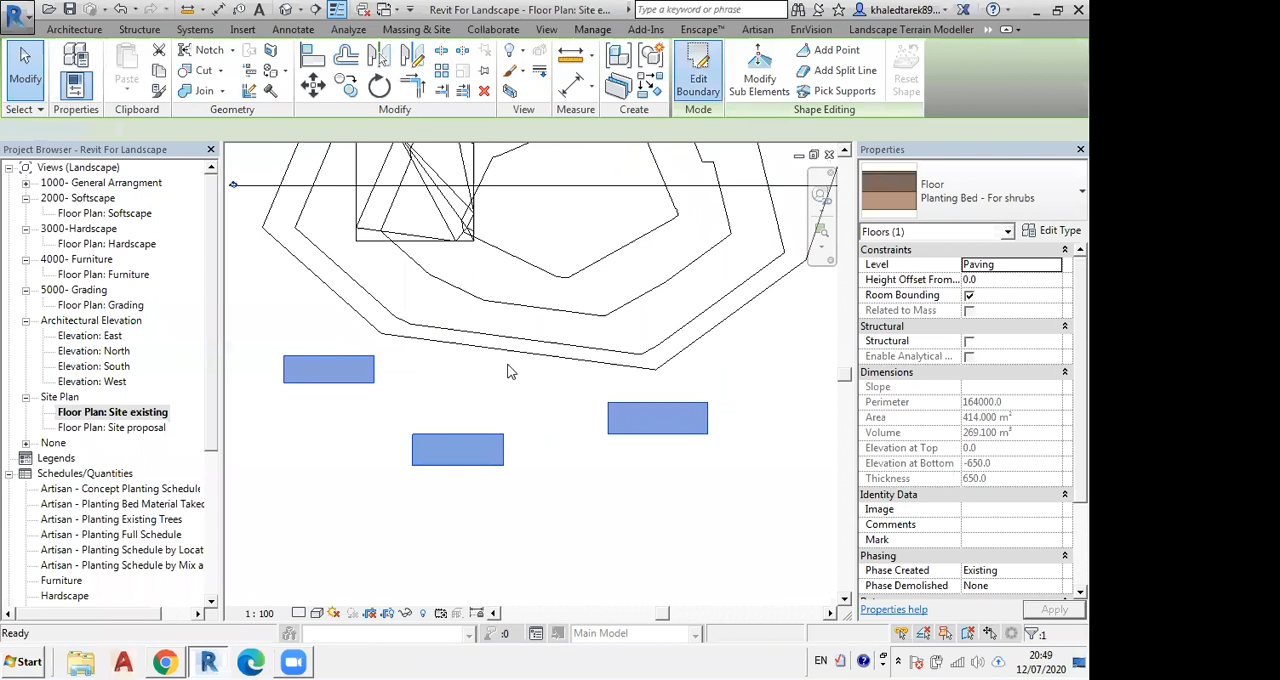 Revit For Landscape - Floor Plan: Site e...
Type a keyword or phrase
khaledtarek89...
Architecture Structure Systems Insert Annotate Analyze Massing & Site Collaborate View Manage Add-Ins Enscape™ Artisan EnVision Landscape Terrain Modeller
Modify
Paste
Notch
Cut
Join
Edit
Boundary
Modify
Sub Elements
Add Point
Add Split Line
Pick Supports
Reset
Shape
Select Properties Clipboard Geometry Modify View Measure Create Mode Shape Editing
Project Browser - Revit For Landscape
Views (Landscape)
1000- General Arrangment
2000- Softscape
Floor Plan: Softscape
3000-Hardscape
Floor Plan: Hardscape
4000- Furniture
Floor Plan: Furniture
5000- Grading
Floor Plan: Grading
Architectural Elevation
Elevation: East
Elevation: North
Elevation: South
Elevation: West
Site Plan
Floor Plan: Site existing
Floor Plan: Site proposal
None
Legends
Schedules/Quantities
Artisan - Concept Planting Schedule
Artisan - Planting Bed Material Takeo
Artisan - Planting Existing Trees
Artisan - Planting Full Schedule
Artisan - Planting Schedule by Locat
Artisan - Planting Schedule by Mix a
Furniture
Hardscape
1 : 100
Properties
Floor
Planting Bed - For shrubs
Floors (1)
Edit Type
Constraints
Level Paving
Height Offset From... 0.0
Room Bounding
Related to Mass
Structural
Structural
Enable Analytical ...
Dimensions
Slope
Perimeter 164000.0
Area 414.000 m²
Volume 269.100 m³
Elevation at Top 0.0
Elevation at Bottom -650.0
Thickness 650.0
Identity Data
Image
Comments
Mark
Phasing
Phase Created Existing
Phase Demolished None
Properties help
Apply
Ready
:0
Main Model
:1
Start
EN
20:49
12/07/2020